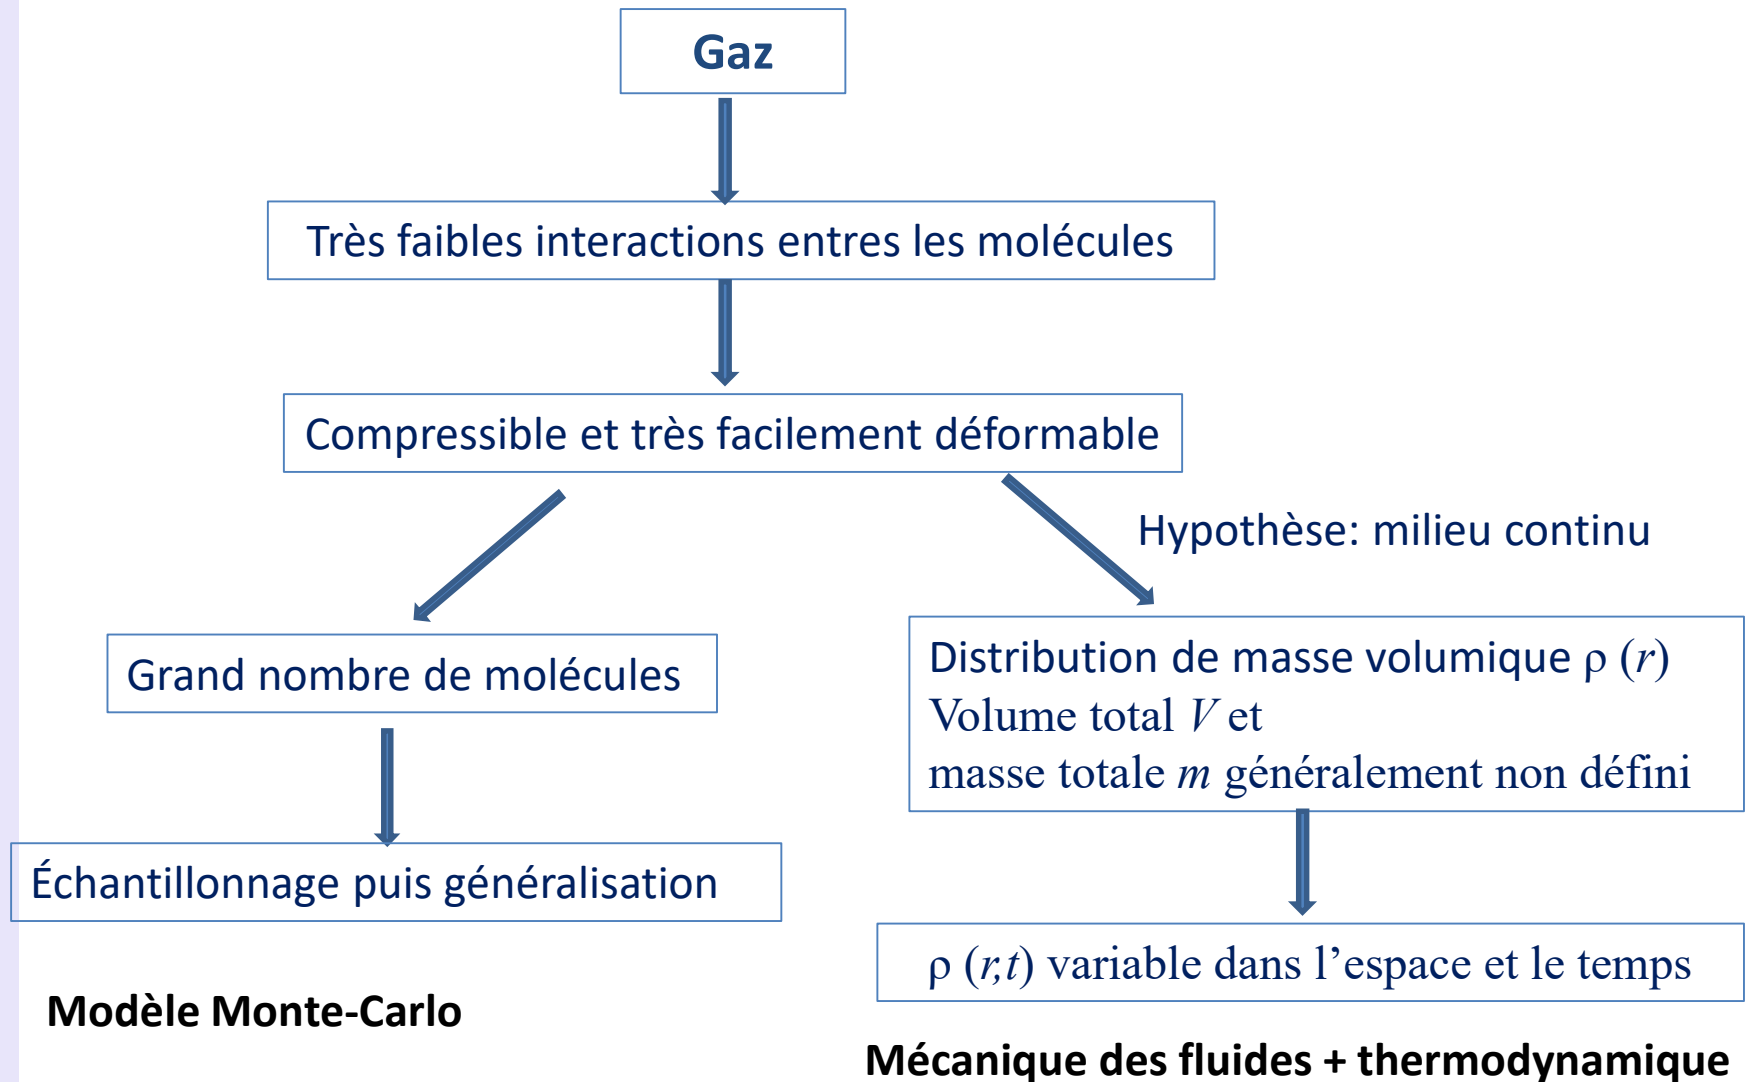 Gaz
Très faibles interactions entres les molécules
Compressible et très facilement déformable
Hypothèse: milieu continu
Grand nombre de molécules
Distribution de masse volumique ρ (r)
Volume total V et
masse totale m généralement non défini
Échantillonnage puis généralisation
ρ (r,t) variable dans l’espace et le temps
Modèle Monte-Carlo
Mécanique des fluides + thermodynamique